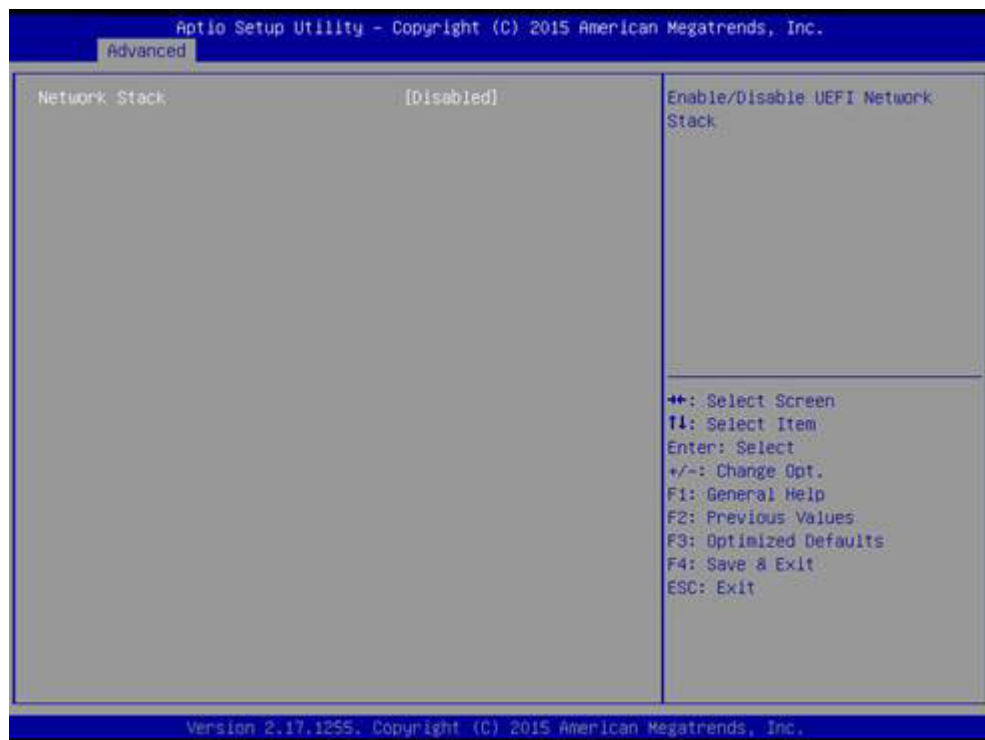 Aptio Setup Utility – Copyright (C) 2015 American Megatrends, Inc.
Advanced
Network Stack [Disabled]
Enable/Disable UEFI Network
Stack
→←: Select Screen
↑↓: Select Item
Enter: Select
+/-: Change Opt.
F1: General Help
F2: Previous Values
F3: Optimized Defaults
F4: Save & Exit
ESC: Exit
Version 2.17.1255. Copyright (C) 2015 American Megatrends, Inc.